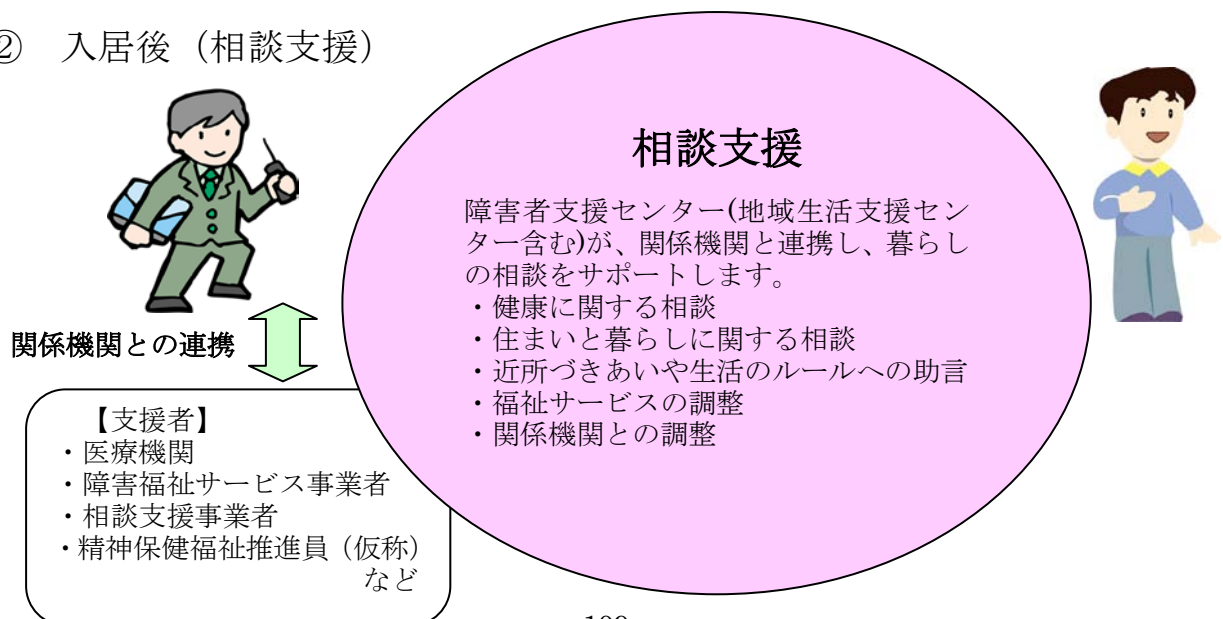 ② 入居後（相談支援）
相談支援
障害者支援センター(地域生活支援セン
ター含む)が、関係機関と連携し、暮らし
の相談をサポートします。
・健康に関する相談
・住まいと暮らしに関する相談
・近所づきあいや生活のルールへの助言
・福祉サービスの調整
・関係機関との調整
関係機関との連携
【支援者】
・医療機関
・障害福祉サービス事業者
・相談支援事業者
・精神保健福祉推進員（仮称）
など